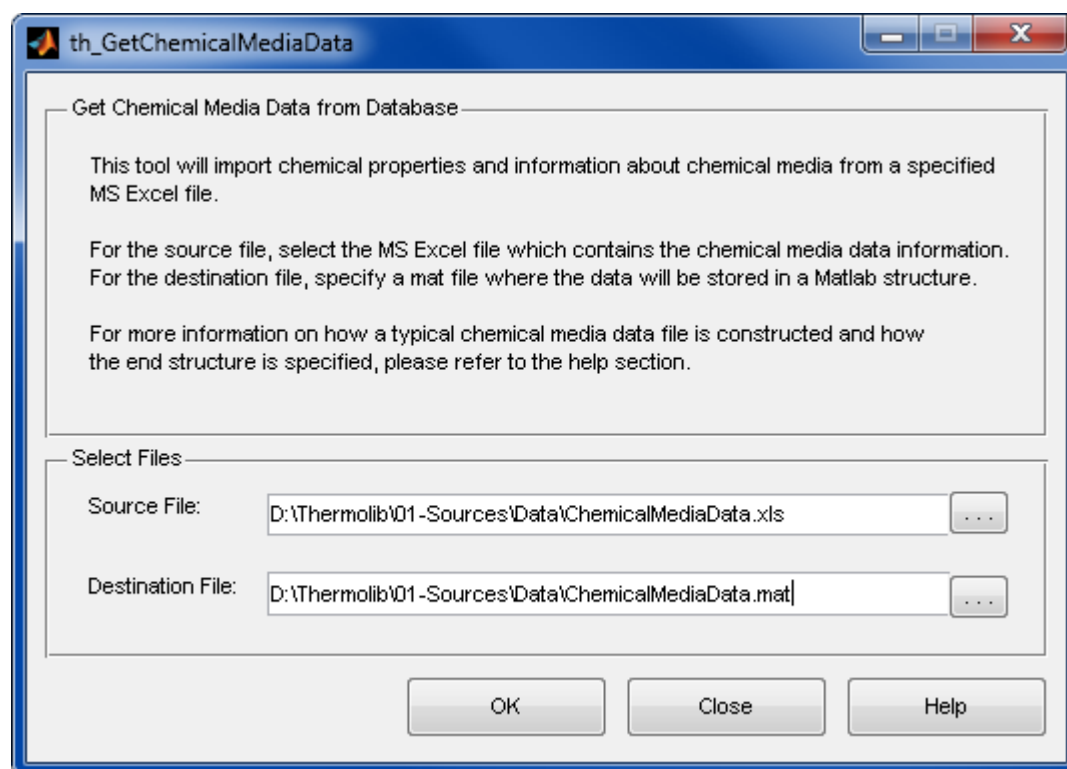 th_GetChemicalMediaData
Get Chemical Media Data from Database
This tool will import chemical properties and information about chemical media from a specified
MS Excel file.
For the source file, select the MS Excel file which contains the chemical media data information.
For the destination file, specify a mat file where the data will be stored in a Matlab structure.
For more information on how a typical chemical media data file is constructed and how
the end structure is specified, please refer to the help section.
Select Files
Source File: D:\Thermolib\01-Sources\Data\ChemicalMediaData.xls ...
Destination File: D:\Thermolib\01-Sources\Data\ChemicalMediaData.mat ...
OK Close Help